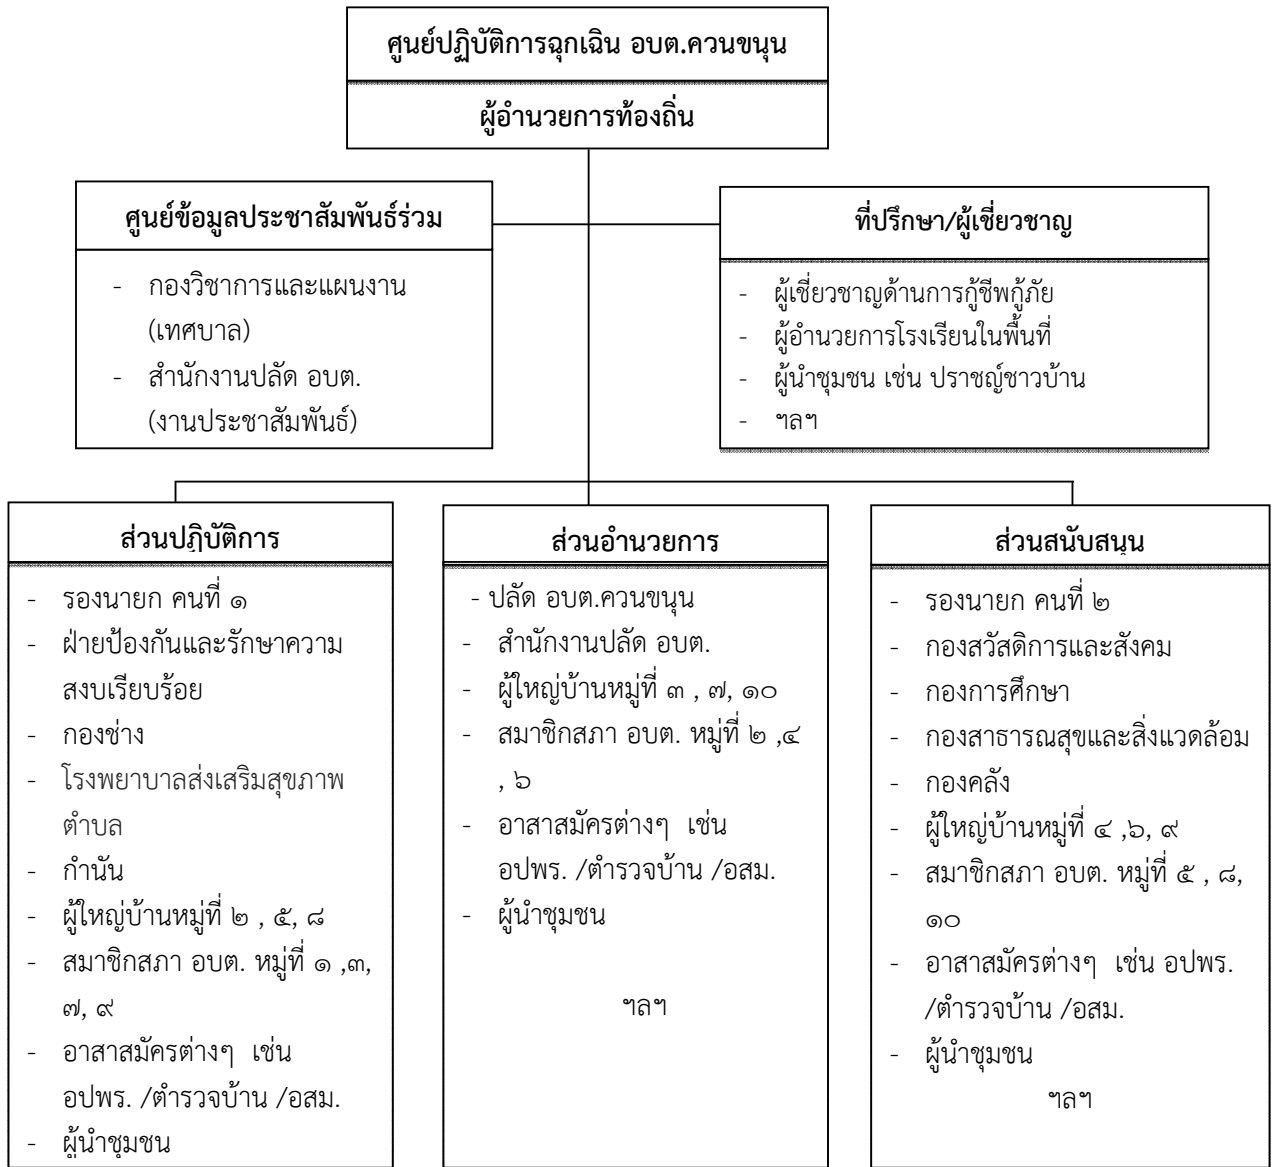 ศูนย์ปฏิบัติการฉุกเฉิน อบต.ควนขนุน
ผู้อำนวยการท้องถิ่น
ศูนย์ข้อมูลประชาสัมพันธ์ร่วม
- กองวิชาการและแผนงาน
(เทศบาล)
- สำนักงานปลัด อบต.
(งานประชาสัมพันธ์)
ที่ปรึกษา/ผู้เชี่ยวชาญ
- ผู้เชี่ยวชาญด้านการกู้ชีพกู้ภัย
- ผู้อำนวยการโรงเรียนในพื้นที่
- ผู้นำชุมชน เช่น ปราชญ์ชาวบ้าน
- ฯลฯ
ส่วนปฏิบัติการ
- รองนายก คนที่ ๑
- ฝ่ายป้องกันและรักษาความ
สงบเรียบร้อย
- กองช่าง
- โรงพยาบาลส่งเสริมสุขภาพ
ตำบล
- กำนัน
- ผู้ใหญ่บ้านหมู่ที่ ๒ , ๕, ๘
- สมาชิกสภา อบต. หมู่ที่ ๑ ,๓,
๗, ๙
- อาสาสมัครต่างๆ เช่น
อปพร. /ตำรวจบ้าน /อสม.
- ผู้นำชุมชน
ส่วนอำนวยการ
- ปลัด อบต.ควนขนุน
- สำนักงานปลัด อบต.
- ผู้ใหญ่บ้านหมู่ที่ ๓ , ๗, ๑๐
- สมาชิกสภา อบต. หมู่ที่ ๒ ,๔
, ๖
- อาสาสมัครต่างๆ เช่น
อปพร. /ตำรวจบ้าน /อสม.
- ผู้นำชุมชน
ฯลฯ
ส่วนสนับสนุน
- รองนายก คนที่ ๒
- กองสวัสดิการและสังคม
- กองการศึกษา
- กองสาธารณสุขและสิ่งแวดล้อม
- กองคลัง
- ผู้ใหญ่บ้านหมู่ที่ ๔ ,๖, ๙
- สมาชิกสภา อบต. หมู่ที่ ๕ , ๘,
๑๐
- อาสาสมัครต่างๆ เช่น อปพร.
/ตำรวจบ้าน /อสม.
- ผู้นำชุมชน
ฯลฯ